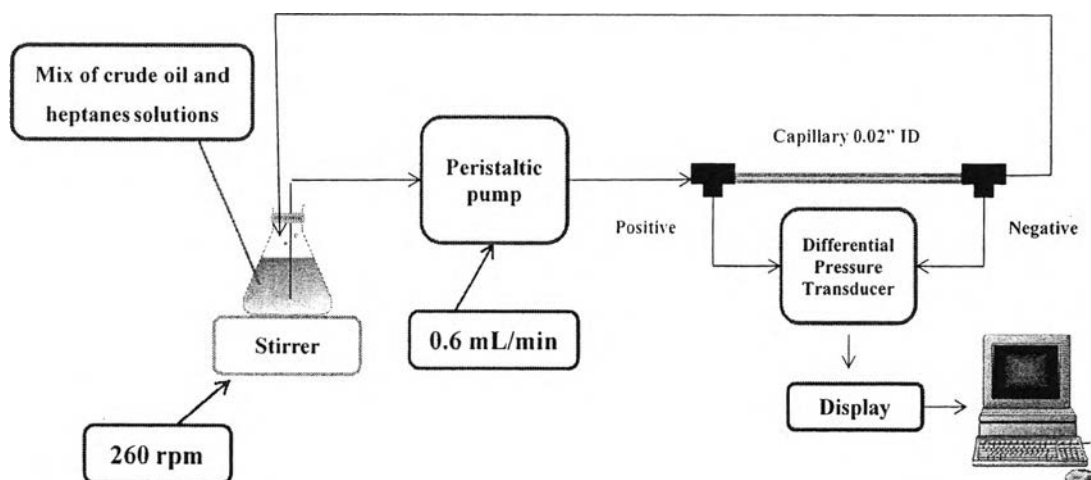 Mix of crude oil and
heptanes solutions
Peristaltic
pump
Capillary 0.02” ID
Positive
Negative
Differential
Pressure
Transducer
0.6 mL/min
Stirrer
Display
260 rpm